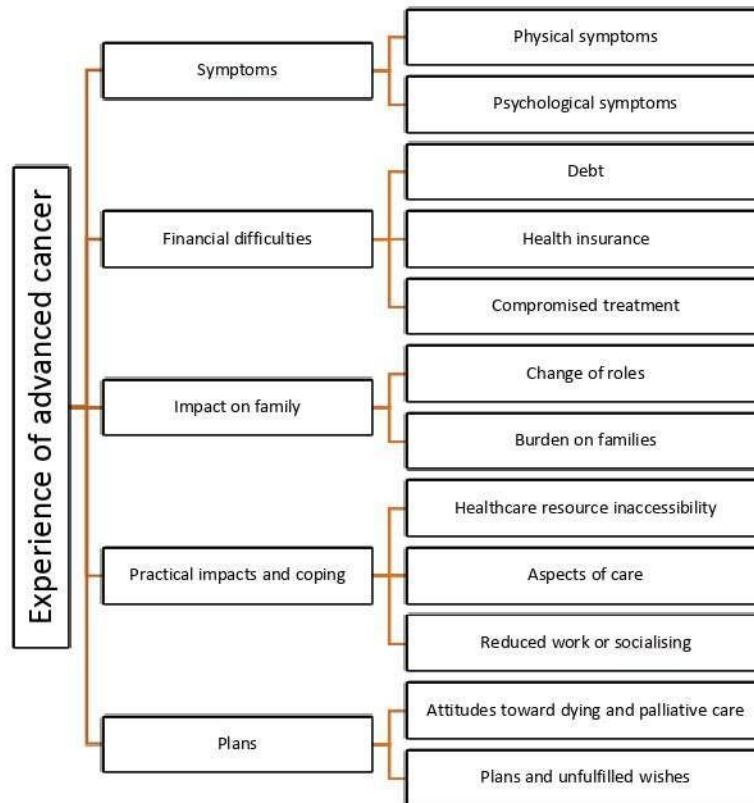 Experience of advanced cancer
Symptoms
Physical symptoms
Psychological symptoms
Financial difficulties
Debt
Health insurance
Compromised treatment
Impact on family
Change of roles
Burden on families
Practical impacts and coping
Healthcare resource inaccessibility
Aspects of care
Reduced work or socialising
Plans
Attitudes toward dying and palliative care
Plans and unfulfilled wishes